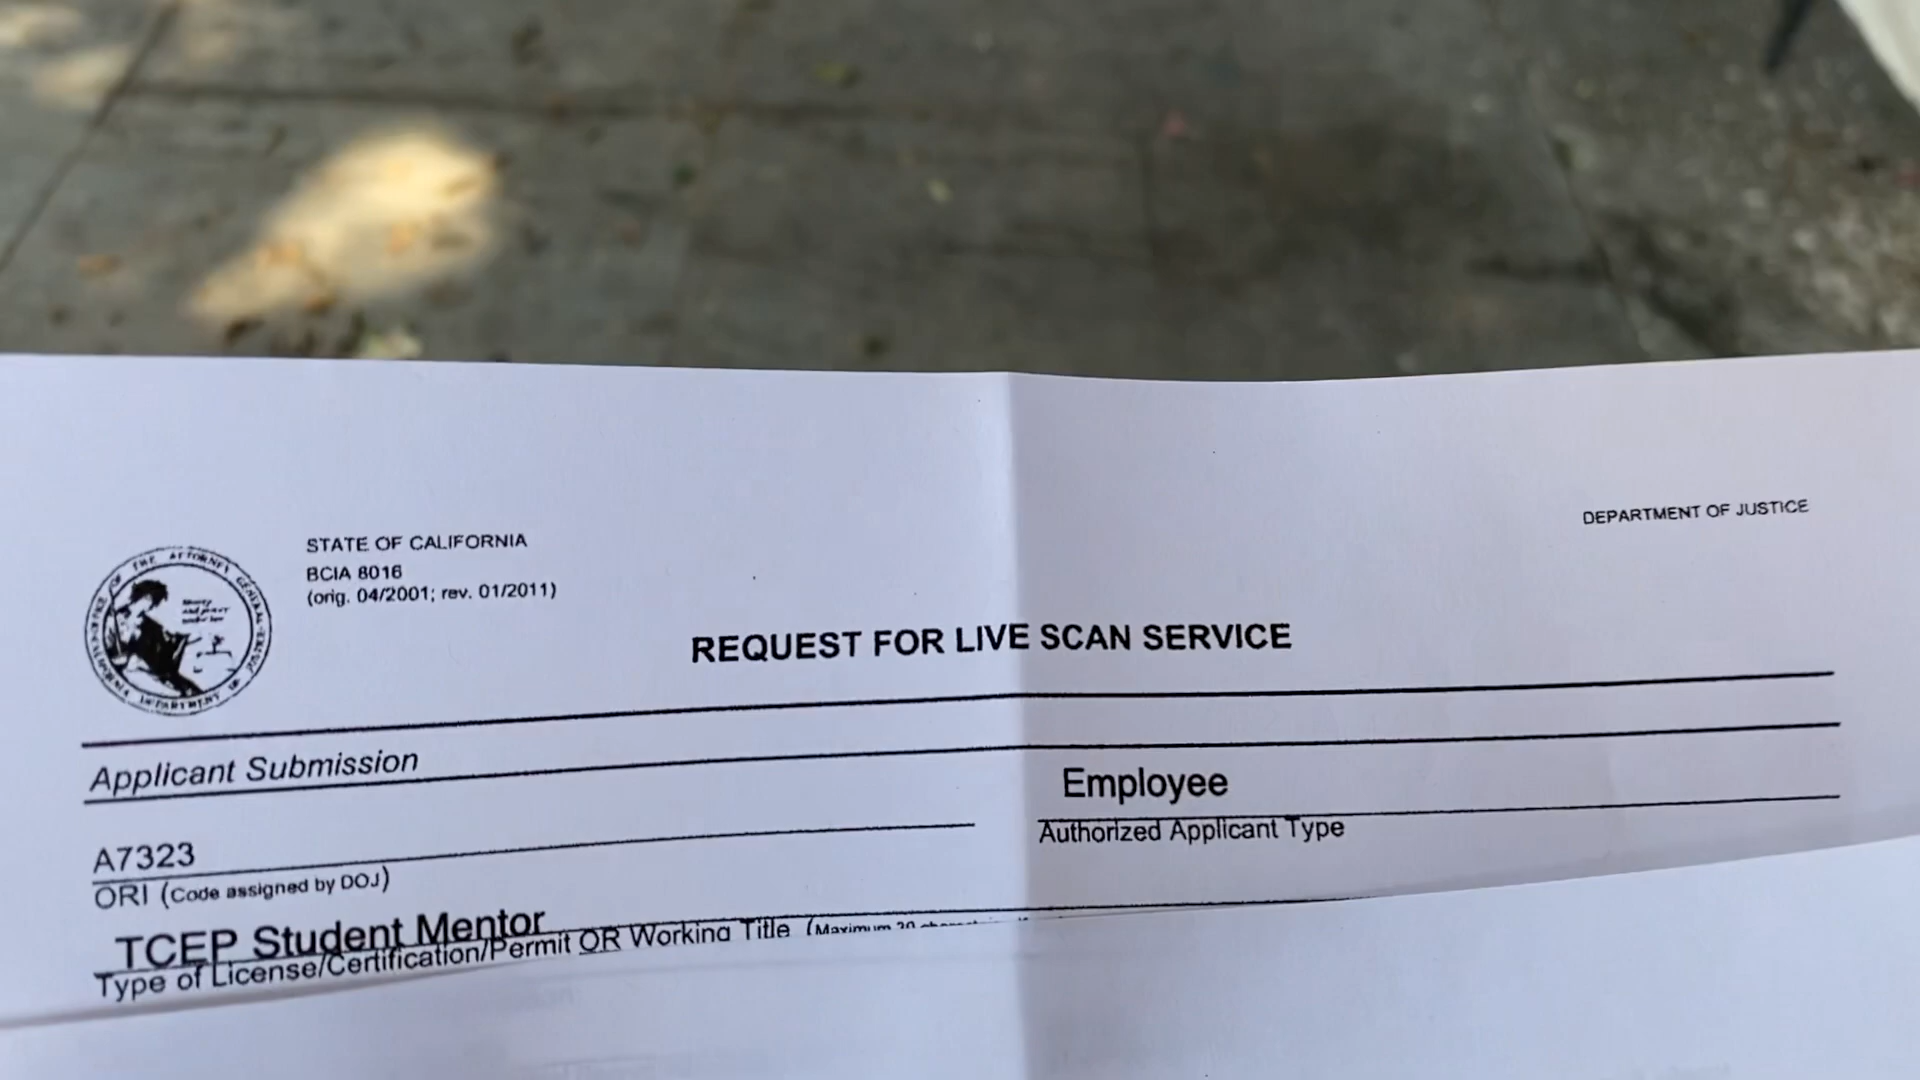 STATE OF CALIFORNIA
BCIA 8016
(orig. 04/2001; rev. 01/2011)
DEPARTMENT OF JUSTICE
REQUEST FOR LIVE SCAN SERVICE
Applicant Submission
A7323
ORI (Code assigned by DOJ)
Employee
Authorized Applicant Type
TCEP Student Mentor
Type of License/Certification/Permit OR Working Title (Maximum